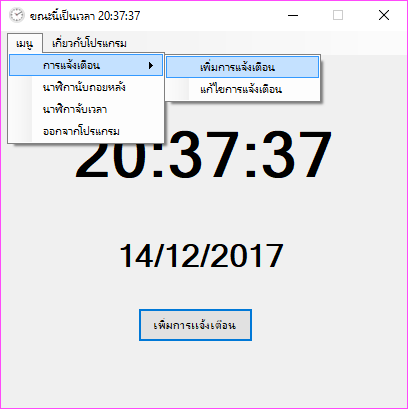 ขณะนี้เป็นเวลา 20:37:37
เมนู เกี่ยวกับโปรแกรม
การแจ้งเตือน
เพิ่มการแจ้งเตือน
แก้ไขการแจ้งเตือน
นาฬิกานับถอยหลัง
นาฬิกาจับเวลา
ออกจากโปรแกรม
20:37:37
14/12/2017
เพิ่มการแจ้งเตือน